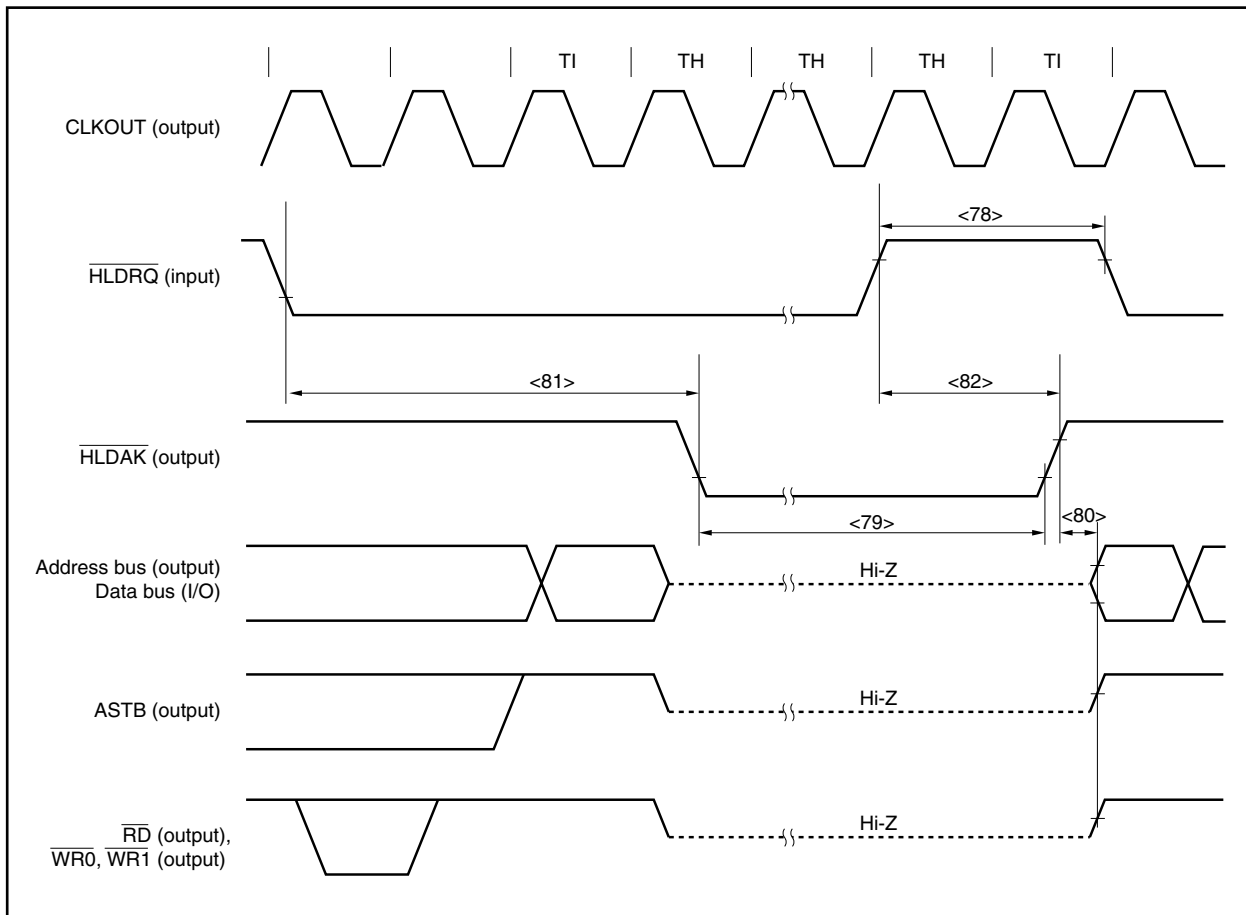 TI TH TH TH TI
CLKOUT (output)
<78>
HLDRQ (input)
<81>
<82>
HLDAK (output)
<79>
<80>
Address bus (output)
Data bus (I/O)
Hi-Z
ASTB (output)
Hi-Z
RD (output),
WR0, WR1 (output)
Hi-Z